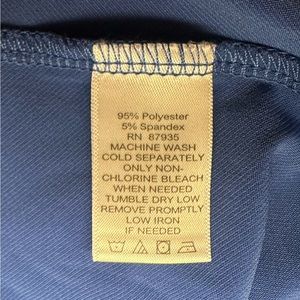 95% Polyester
5% Spandex
RN 87935
MACHINE WASH
COLD SEPARATELY
ONLY NON-
CHLORINE BLEACH
WHEN NEEDED
TUMBLE DRY LOW
REMOVE PROMPTLY
LOW IRON
IF NEEDED